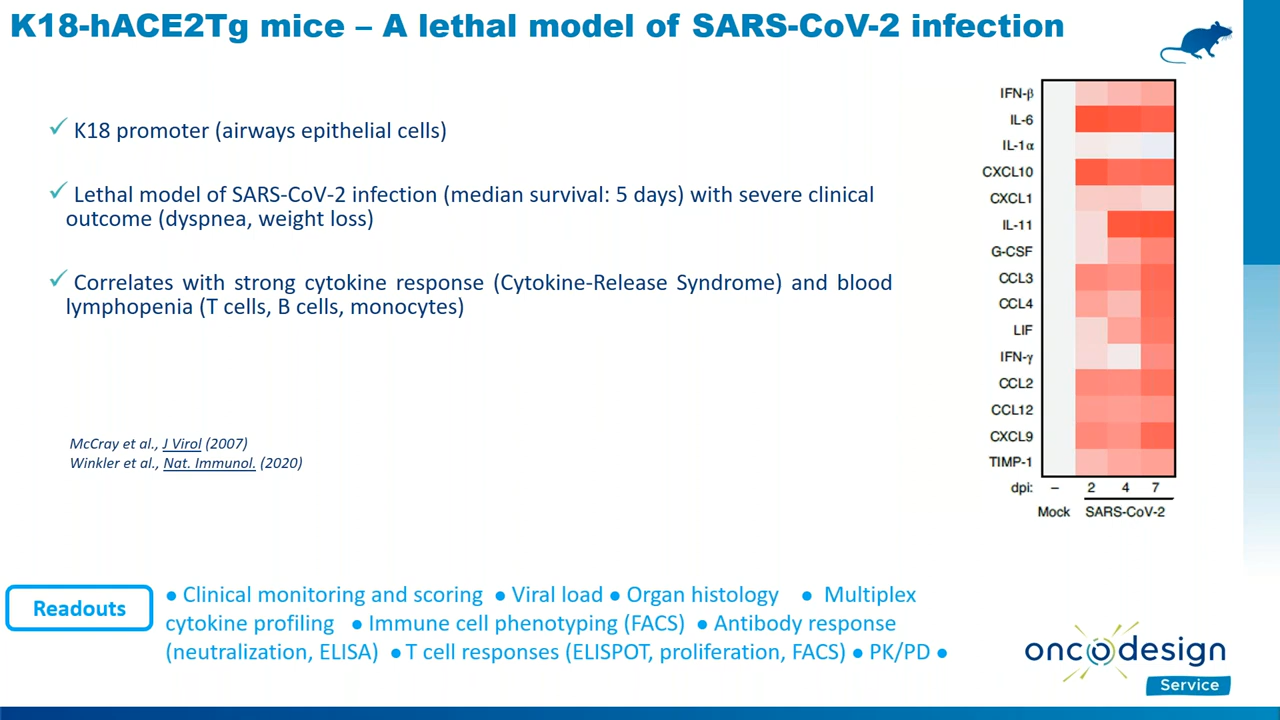 K18-hACE2Tg mice – A lethal model of SARS-CoV-2 infection
✓ K18 promoter (airways epithelial cells)
✓ Lethal model of SARS-CoV-2 infection (median survival: 5 days) with severe clinical
outcome (dyspnea, weight loss)
✓ Correlates with strong cytokine response (Cytokine-Release Syndrome) and blood
lymphopenia (T cells, B cells, monocytes)
McCray et al., J Virol (2007)
Winkler et al., Nat. Immunol. (2020)
IFN-β
IL-6
IL-1α
CXCL10
CXCL1
IL-11
G-CSF
CCL3
CCL4
LIF
IFN-γ
CCL2
CCL12
CXCL9
TIMP-1
dpi: – 2 4 7
Mock SARS-CoV-2
Readouts
● Clinical monitoring and scoring ● Viral load ● Organ histology ● Multiplex
cytokine profiling ● Immune cell phenotyping (FACS) ● Antibody response
(neutralization, ELISA) ● T cell responses (ELISPOT, proliferation, FACS) ● PK/PD ●
oncodesign
Service